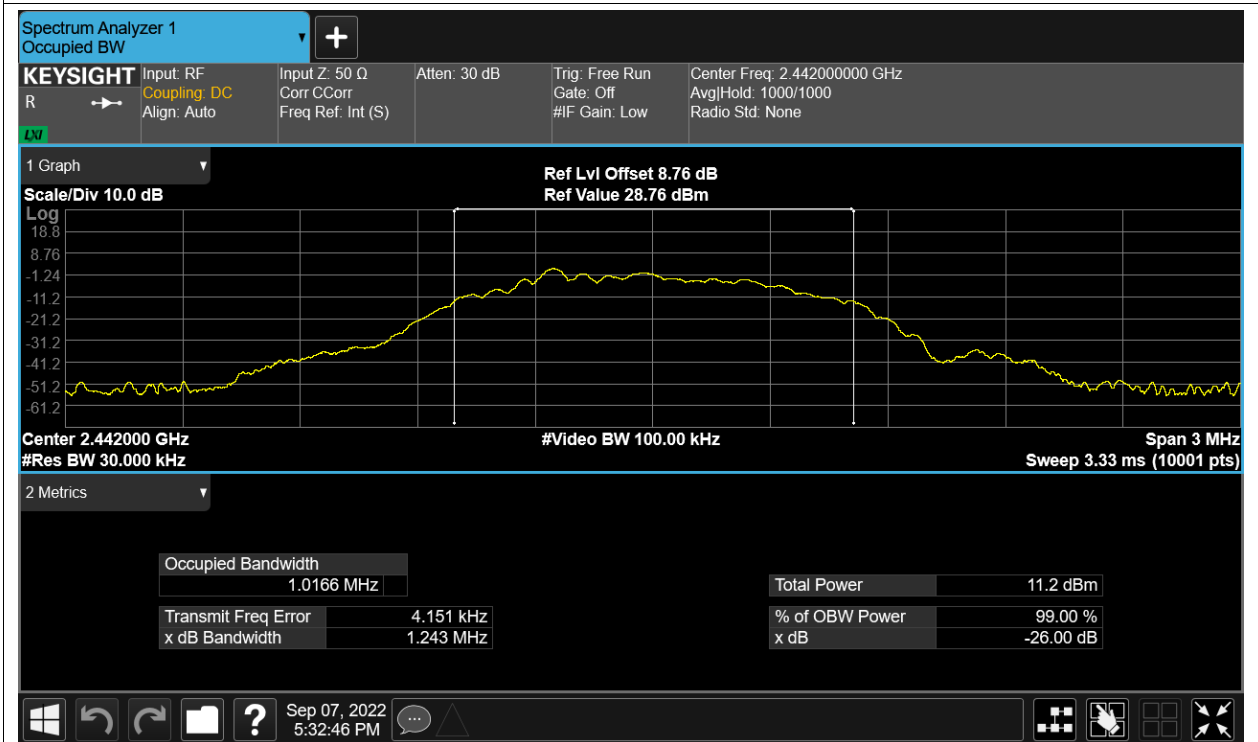 Spectrum Analyzer 1
Occupied BW
KEYSIGHT
R
LXI
Input: RF
Coupling: DC
Align: Auto
Input Z: 50 Ω
Corr CCorr
Freq Ref: Int (S)
Atten: 30 dB
Trig: Free Run
Gate: Off
#IF Gain: Low
Center Freq: 2.442000000 GHz
Avg|Hold: 1000/1000
Radio Std: None
1 Graph
Scale/Div 10.0 dB
Ref Lvl Offset 8.76 dB
Ref Value 28.76 dBm
Log
18.8
8.76
-1.24
-11.2
-21.2
-31.2
-41.2
-51.2
-61.2
Center 2.442000 GHz
#Res BW 30.000 kHz
#Video BW 100.00 kHz
Span 3 MHz
Sweep 3.33 ms (10001 pts)
2 Metrics
Occupied Bandwidth
1.0166 MHz
Transmit Freq Error 4.151 kHz
x dB Bandwidth 1.243 MHz
Total Power 11.2 dBm
% of OBW Power 99.00 %
x dB -26.00 dB
?
Sep 07, 2022
5:32:46 PM